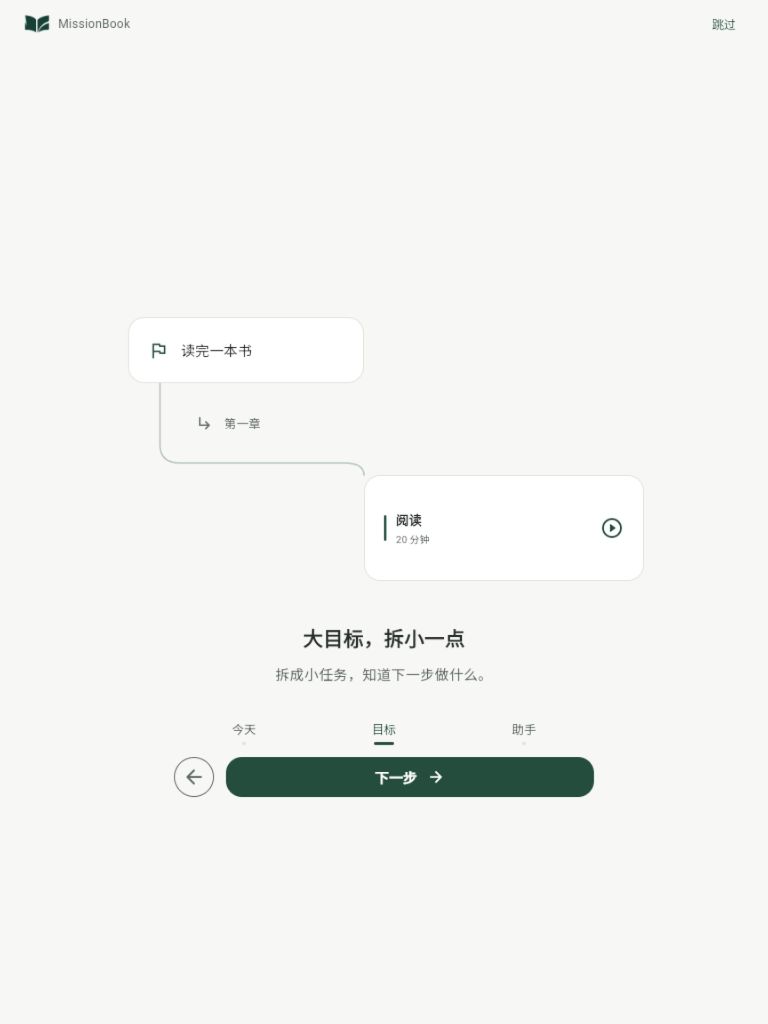 MissionBook
跳过
读完一本书
第一章
阅读
20 分钟
大目标，拆小一点
拆成小任务，知道下一步做什么。
今天
目标
助手
下一步